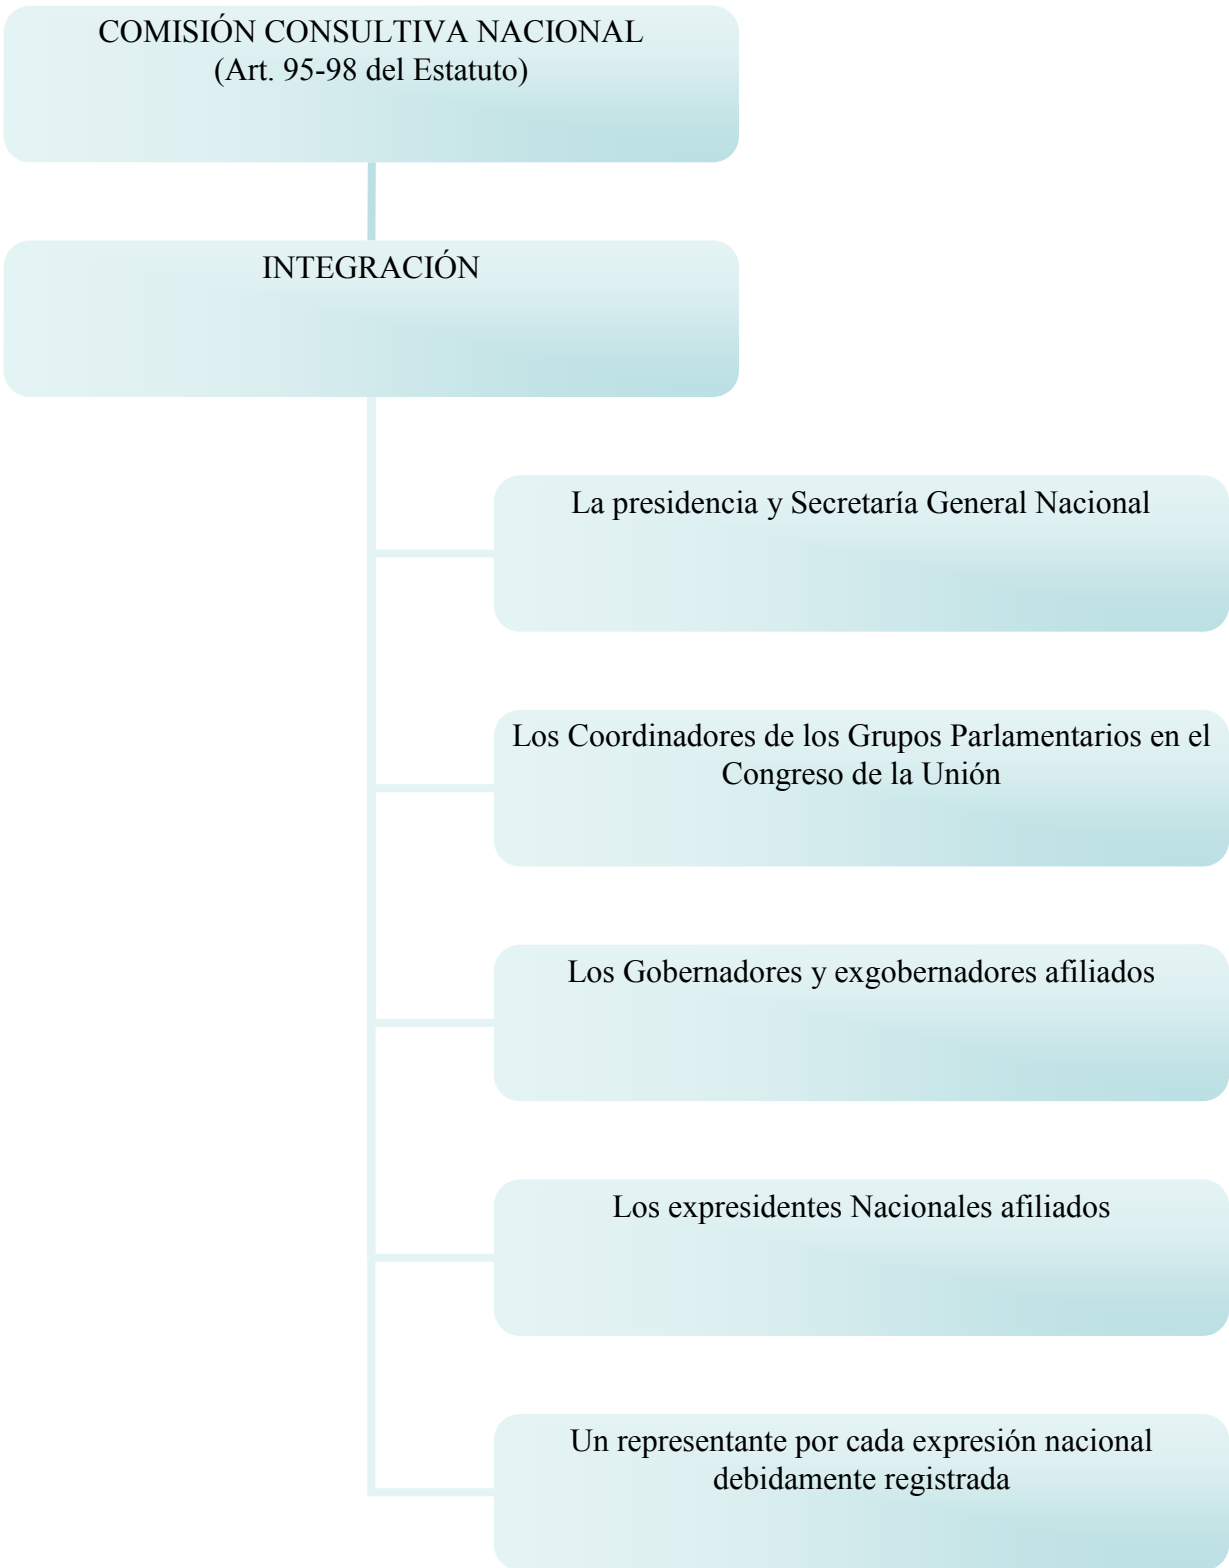 COMISIÓN CONSULTIVA NACIONAL
(Art. 95-98 del Estatuto)
INTEGRACIÓN
La presidencia y Secretaría General Nacional
Los Coordinadores de los Grupos Parlamentarios en el
Congreso de la Unión
Los Gobernadores y exgobernadores afiliados
Los expresidentes Nacionales afiliados
Un representante por cada expresión nacional
debidamente registrada